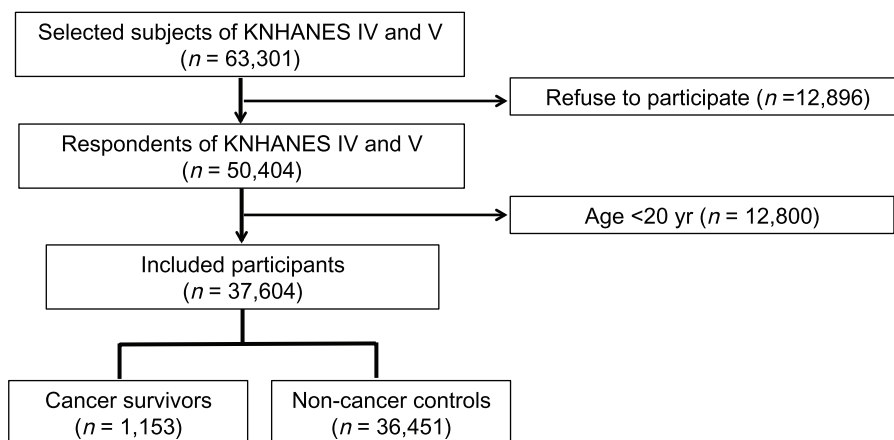 Selected subjects of KNHANES IV and V
(n = 63,301)
Refuse to participate (n =12,896)
Respondents of KNHANES IV and V
(n = 50,404)
Age <20 yr (n = 12,800)
Included participants
(n = 37,604)
Cancer survivors
(n = 1,153)
Non-cancer controls
(n = 36,451)